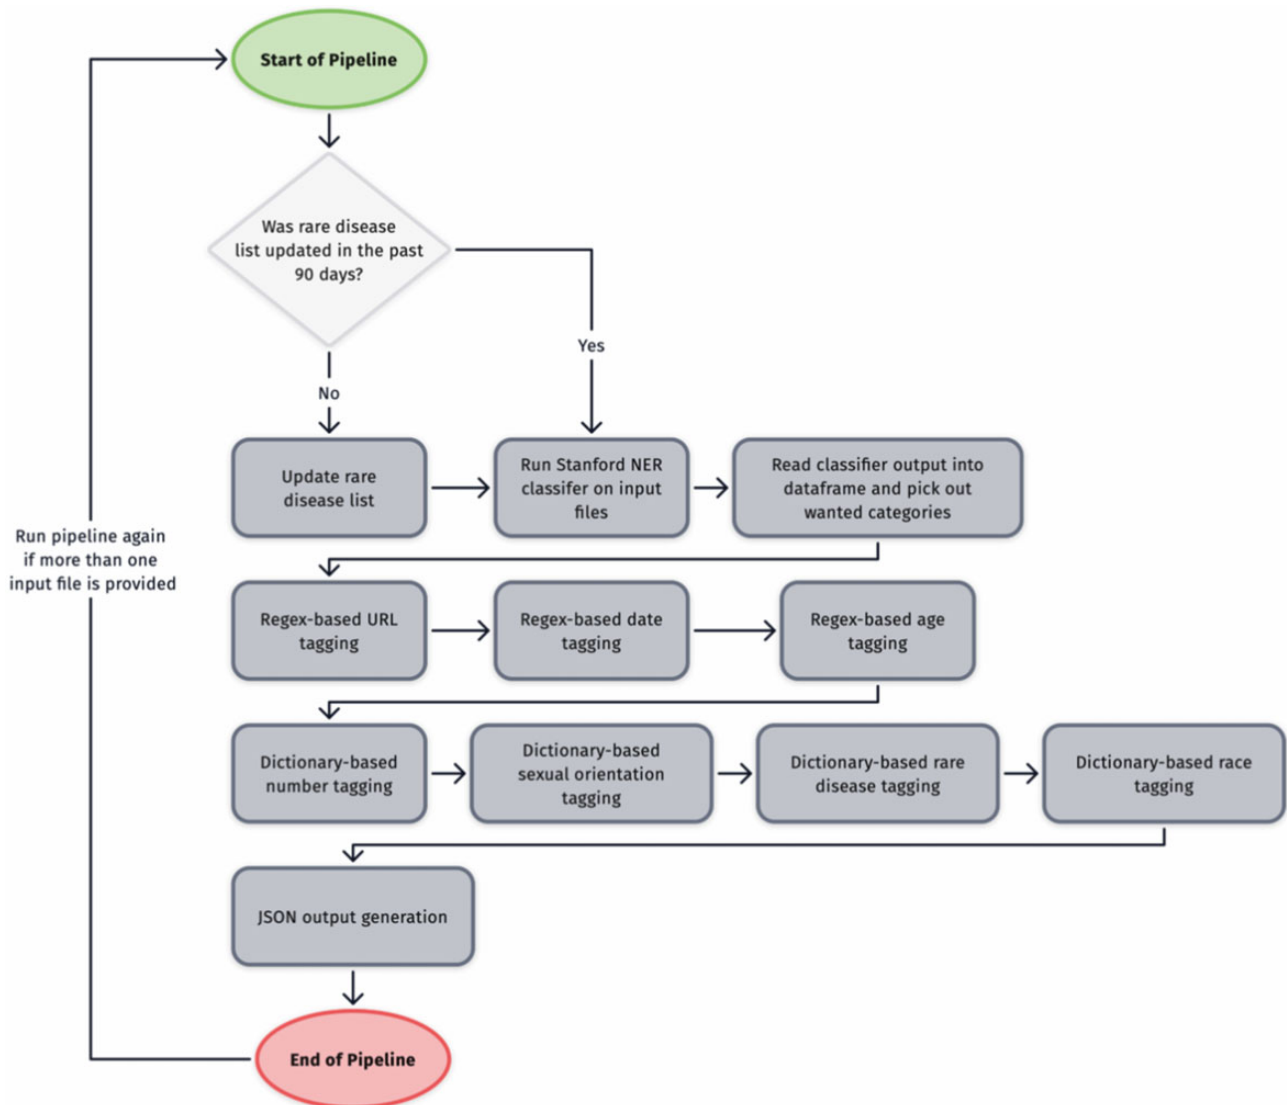 Start of Pipeline
Was rare disease
list updated in the past
90 days?
Yes
No
Update rare
disease list
Run Stanford NER
classifer on input
files
Read classifier output into
dataframe and pick out
wanted categories
Run pipeline again
if more than one
input file is provided
Regex-based URL
tagging
Regex-based date
tagging
Regex-based age
tagging
Dictionary-based
number tagging
Dictionary-based
sexual orientation
tagging
Dictionary-based rare
disease tagging
Dictionary-based race
tagging
JSON output generation
End of Pipeline